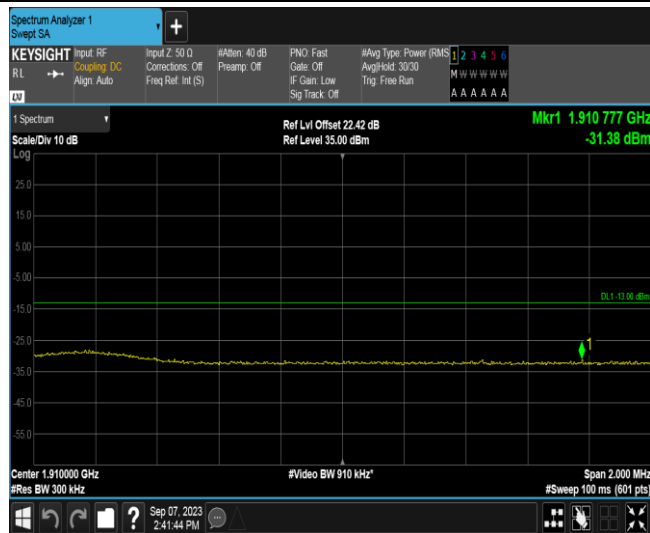 Spectrum Analyzer 1
Swept SA
+
KEYSIGHT
RL
LXI
Input: RF
Coupling: DC
Align: Auto
Input Z: 50 Ω
Corrections: Off
Freq Ref: Int (S)
#Atten: 40 dB
Preamp: Off
PNO: Fast
Gate: Off
IF Gain: Low
Sig Track: Off
#Avg Type: Power (RMS
Avg|Hold: 30/30
Trig: Free Run
1 2 3 4 5 6
M W W W W W
A A A A A A
1 Spectrum
Scale/Div 10 dB
Log
Ref Lvl Offset 22.42 dB
Ref Level 35.00 dBm
Mkr1 1.910 777 GHz
-31.38 dBm
25.0
15.0
5.00
-5.00
DL1 -13.00 dBm
-15.0
-25.0
1
-35.0
-45.0
-55.0
Center 1.910000 GHz
#Res BW 300 kHz
#Video BW 910 kHz*
Span 2.000 MHz
#Sweep 100 ms (601 pts)
?
Sep 07, 2023
2:41:44 PM